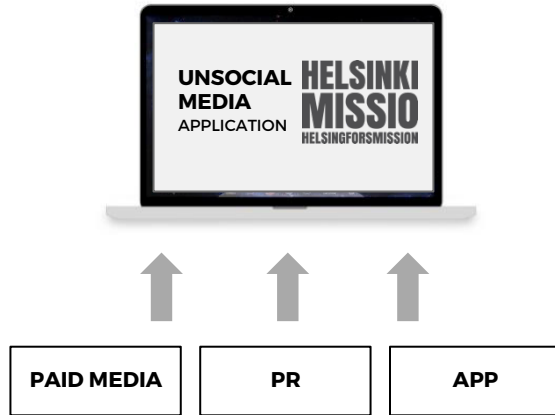 UNSOCIAL
MEDIA
APPLICATION
HELSINKI
MISSIO
HELSINGFORSMISSION
PAID MEDIA
PR
APP